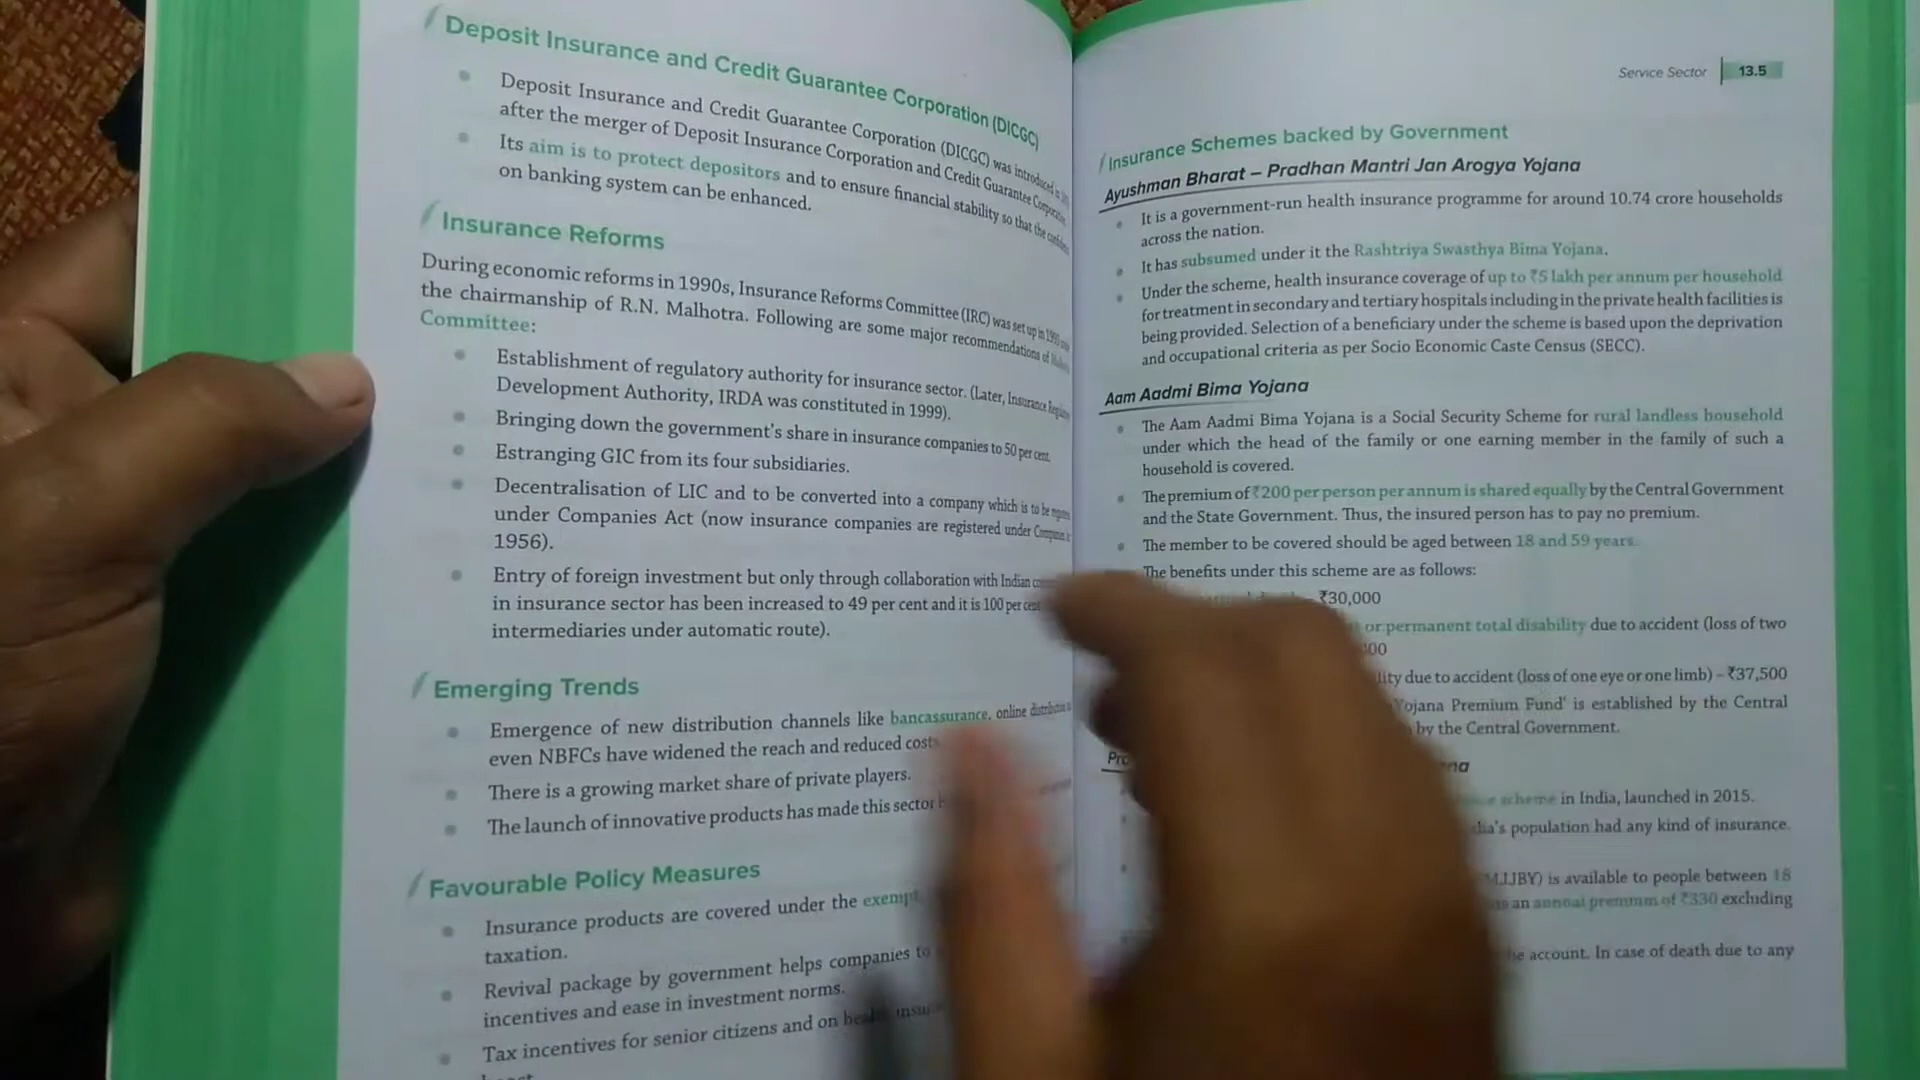 Deposit Insurance and Credit Guarantee Corporation (DICGC)
Deposit Insurance and Credit Guarantee Corporation (DICGC) was introduced
after the merger of Deposit Insurance Corporation and Credit Guarantee
Its aim is to protect depositors and to ensure financial stability so that the
on banking system can be enhanced.
Insurance Reforms
During economic reforms in 1990s, Insurance Reforms Committee (IRC) was set up in
the chairmanship of R.N. Malhotra. Following are some major recommendations of
Committee:
Establishment of regulatory authority for insurance sector. (Later, Insurance
Development Authority, IRDA was constituted in 1999).
Bringing down the government's share in insurance companies to 50 per cent.
Estranging GIC from its four subsidiaries.
Decentralisation of LIC and to be converted into a company which is to be
under Companies Act (now insurance companies are registered under
1956).
Entry of foreign investment but only through collaboration with Indian
in insurance sector has been increased to 49 per cent and it is 100 per cent
intermediaries under automatic route).
Emerging Trends
Emergence of new distribution channels like bancassurance, online
even NBFCs have widened the reach and reduced costs
There is a growing market share of private players.
The launch of innovative products has made this sector
Favourable Policy Measures
Insurance products are covered under the exempt
taxation.
Revival package by government helps companies to
incentives and ease in investment norms.
Tax incentives for senior citizens and on health
Service Sector 13.5
Insurance Schemes backed by Government
Ayushman Bharat – Pradhan Mantri Jan Arogya Yojana
It is a government-run health insurance programme for around 10.74 crore households
across the nation.
It has subsumed under it the Rashtriya Swasthya Bima Yojana.
Under the scheme, health insurance coverage of up to ₹5 lakh per annum per household
for treatment in secondary and tertiary hospitals including in the private health facilities is
being provided. Selection of a beneficiary under the scheme is based upon the deprivation
and occupational criteria as per Socio Economic Caste Census (SECC).
Aam Aadmi Bima Yojana
The Aam Aadmi Bima Yojana is a Social Security Scheme for rural landless household
under which the head of the family or one earning member in the family of such a
household is covered.
The premium of ₹200 per person per annum is shared equally by the Central Government
and the State Government. Thus, the insured person has to pay no premium.
The member to be covered should be aged between 18 and 59 years.
The benefits under this scheme are as follows:
₹30,000
or permanent total disability due to accident (loss of two
due to accident (loss of one eye or one limb) – ₹37,500
Yojana Premium Fund' is established by the Central
by the Central Government.
scheme in India, launched in 2015.
population had any kind of insurance.
is available to people between 18
an annual premium of ₹330 excluding
account. In case of death due to any